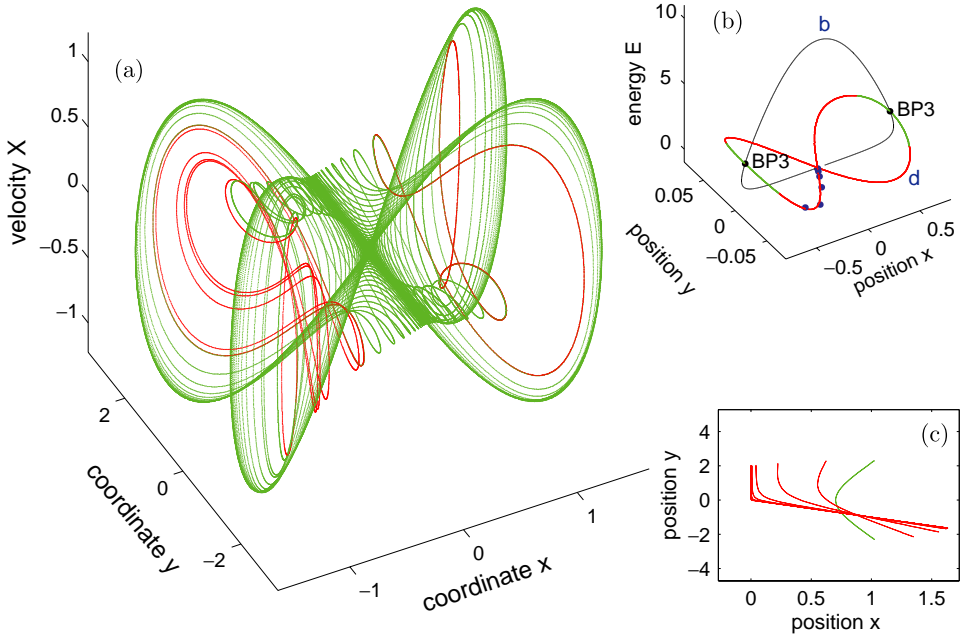 (a)
velocity X
1
0.5
0
−0.5
−1
2
0
−2
coordinate y
−1
0
1
coordinate x
(b)
b
energy E
10
5
0
BP3
BP3
d
0.05
0
−0.05
position y
−0.5
0
0.5
position x
(c)
position y
4
2
0
−2
−4
0
0.5
1
1.5
position x